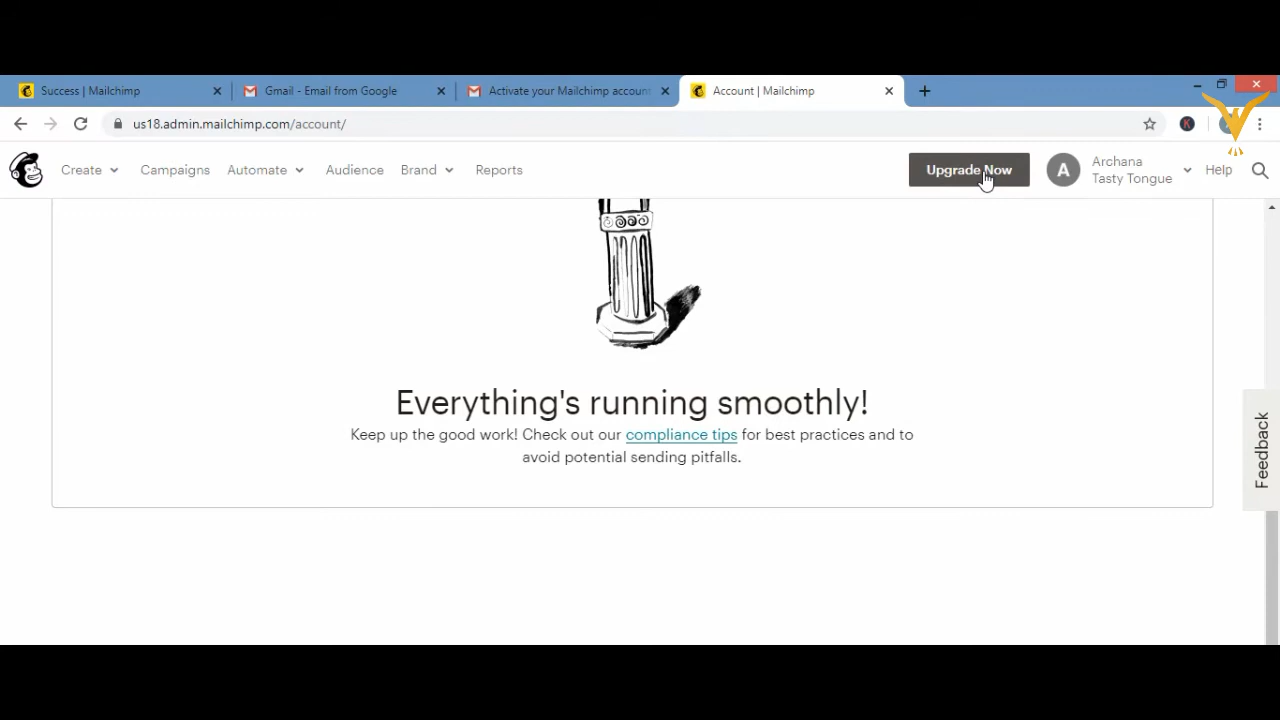 Success | Mailchimp
Gmail - Email from Google
Activate your Mailchimp accoun
Account | Mailchimp
us18.admin.mailchimp.com/account/
K
Create
Campaigns
Automate
Audience
Brand
Reports
Upgrade Now
A
Archana
Tasty Tongue
Help
Everything's running smoothly!
Keep up the good work! Check out our compliance tips for best practices and to
avoid potential sending pitfalls.
Feedback